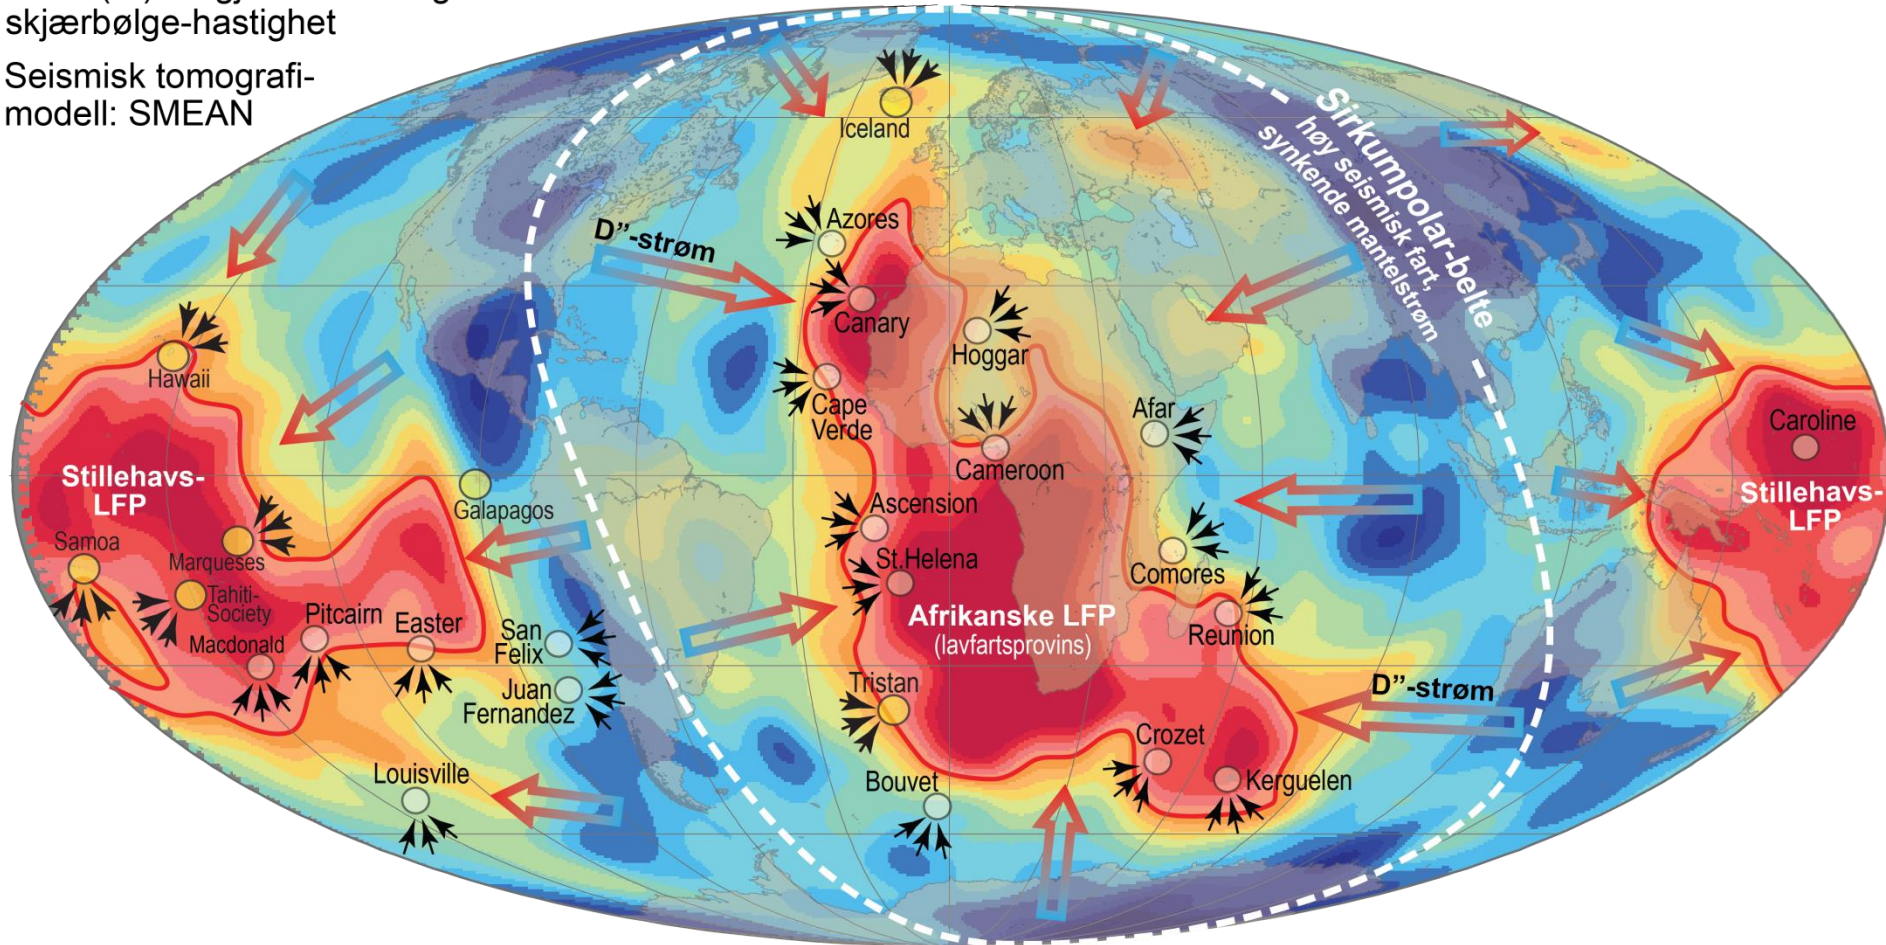 skjærbølge-hastighet
Seismisk tomografi-
modell: SMEAN
Iceland
Sirkumpolar-belte
høy seismisk fart,
synkende mantelstrøm
Azores
D”-strøm
Canary
Hoggar
Hawaii
Cape
Verde
Afar
Cameroon
Caroline
Stillehavs-
LFP
Galapagos
Ascension
Stillehavs-
LFP
Samoa
Marqueses
St.Helena
Comores
Tahiti-
Society
Pitcairn
Easter
San
Felix
Afrikanske LFP
(lavfartsprovins)
Reunion
Macdonald
Juan
Fernandez
Tristan
D”-strøm
Crozet
Louisville
Bouvet
Kerguelen